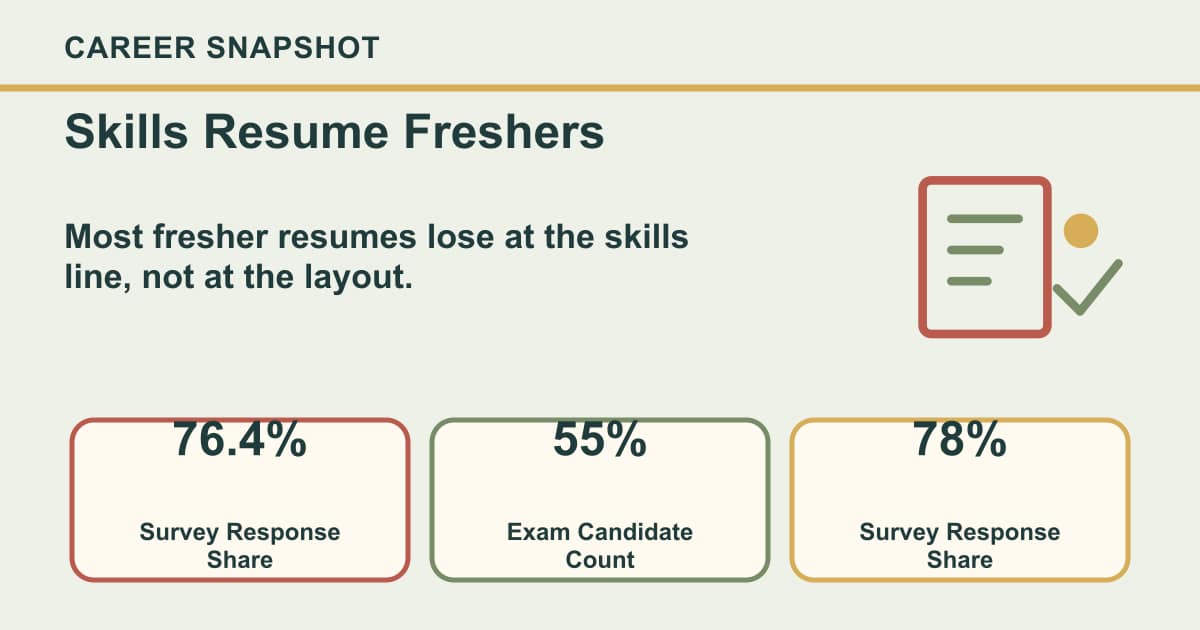 CAREER SNAPSHOT
Skills Resume Freshers
Most fresher resumes lose at the skills
line, not at the layout.
76.4%
Survey Response
Share
55%
Exam Candidate
Count
78%
Survey Response
Share